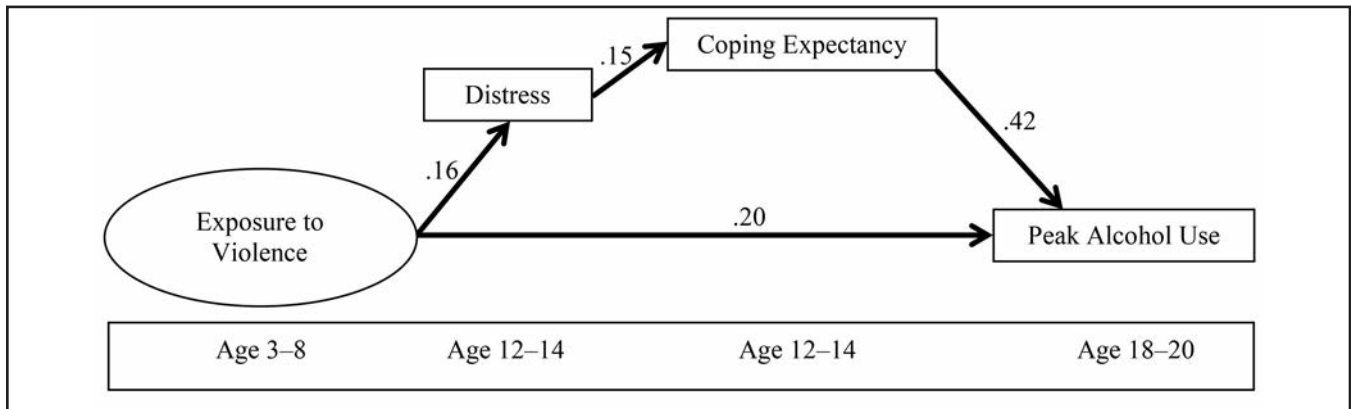 Coping Expectancy
.15
Distress
.42
.16
Exposure to
Violence
.20
Peak Alcohol Use
Age 3–8 Age 12–14 Age 12–14 Age 18–20